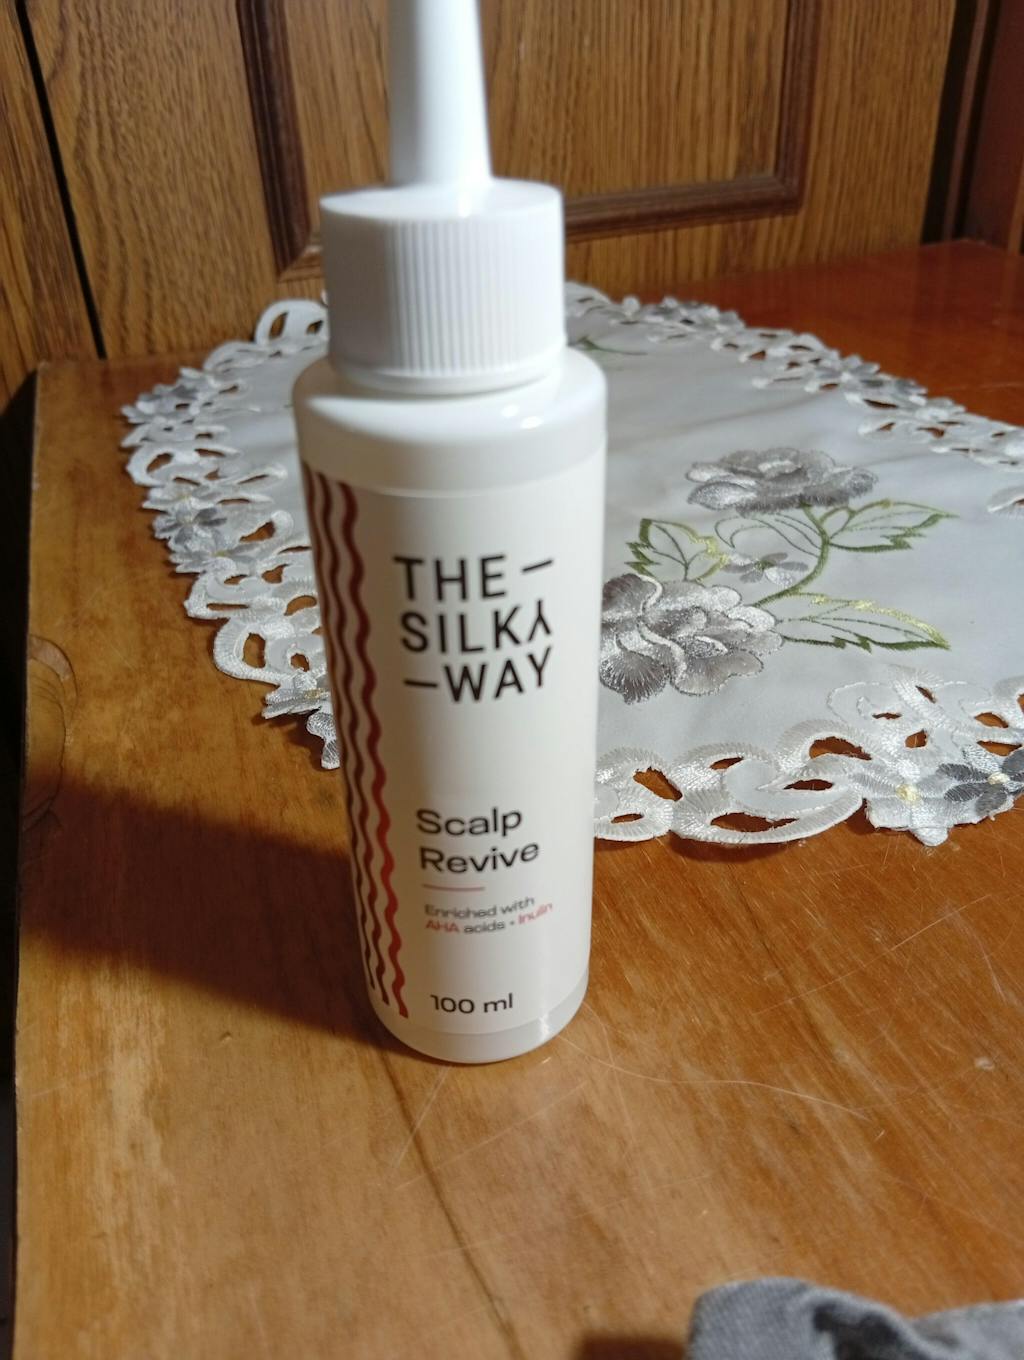 THE —
SILKY
— WAY
Scalp
Revive
Enriched with
AHA acids + Inulin
100 ml